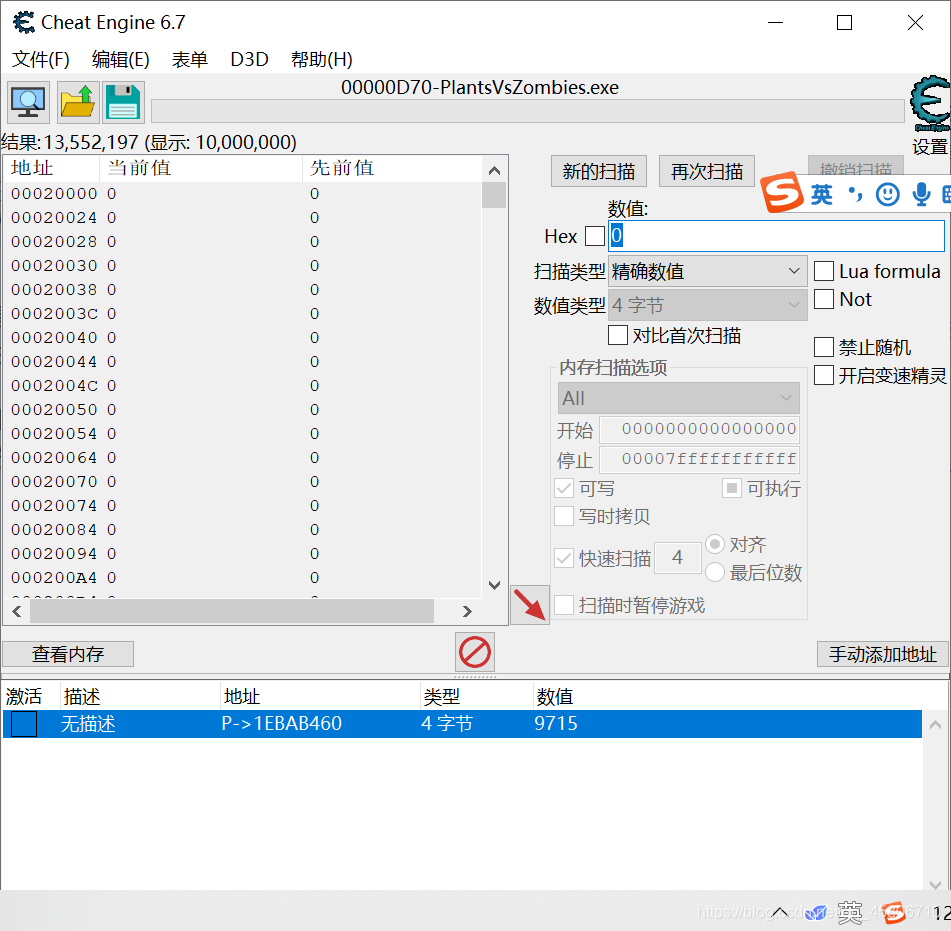 Cheat Engine 6.7
文件(F) 编辑(E) 表单 D3D 帮助(H)
00000D70-PlantsVsZombies.exe
Cheat Engine
设置
结果:13,552,197 (显示: 10,000,000)
地址 当前值 先前值
00020000 0 0
00020024 0 0
00020028 0 0
00020030 0 0
00020038 0 0
0002003C 0 0
00020040 0 0
00020044 0 0
0002004C 0 0
00020050 0 0
00020054 0 0
00020064 0 0
00020070 0 0
00020074 0 0
00020084 0 0
00020094 0 0
000200A4 0 0
新的扫描 再次扫描 撤销扫描
英
数值:
Hex 0
扫描类型 精确数值
数值类型 4 字节
对比首次扫描
Lua formula
Not
禁止随机
开启变速精灵
内存扫描选项
All
开始 0000000000000000
停止 00007fffffffffff
可写 可执行
写时拷贝
快速扫描 4 对齐
最后位数
扫描时暂停游戏
查看内存 手动添加地址
激活 描述 地址 类型 数值
无描述 P->1EBAB460 4 字节 9715
英 12